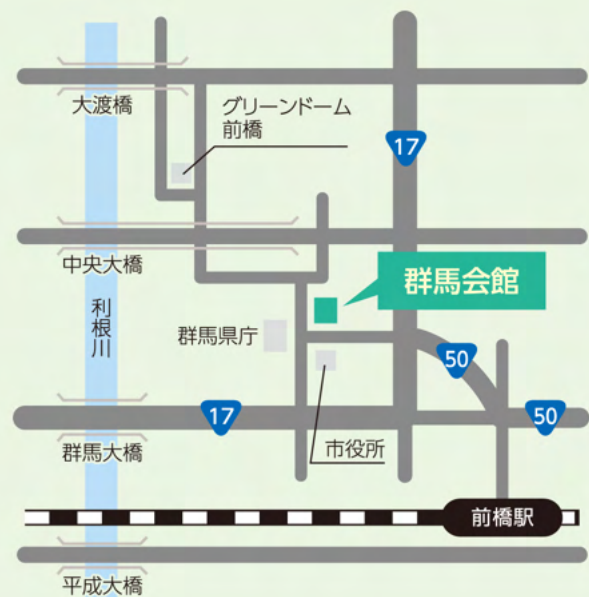 大渡橋
グリーンドーム
前橋
17
中央大橋
群馬会館
利根川
群馬県庁
50
17
50
群馬大橋
市役所
前橋駅
平成大橋